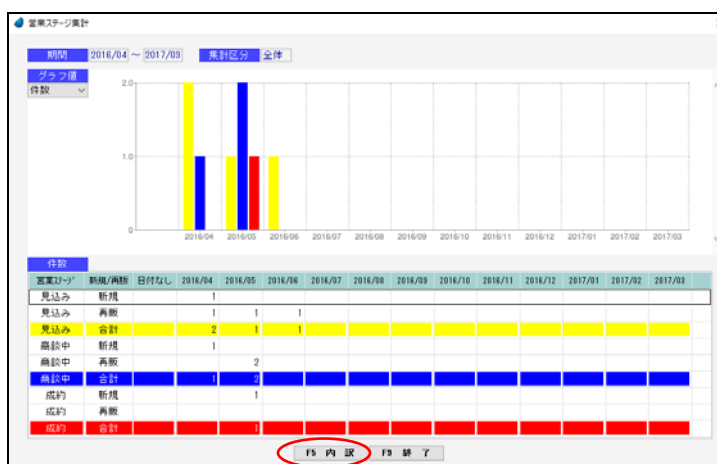 営業ステージ集計
期間 2016/04 ～ 2017/03 集計区分 全体
グラフ値
件数
2.0
1.0
0
2016/04 2016/05 2016/06 2016/07 2016/08 2016/09 2016/10 2016/11 2016/12 2017/01 2017/02 2017/03
件数
営業ｽﾃｰｼﾞ 新規/再販 日付なし 2016/04 2016/05 2016/06 2016/07 2016/08 2016/09 2016/10 2016/11 2016/12 2017/01 2017/02 2017/03
見込み 新規 1
見込み 再販 1 1 1
見込み 合計 2 1 1
商談中 新規 1
商談中 再販 2
商談中 合計 1 2
成約 新規 1
成約 再販
成約 合計 1
F5 内 訳 F9 終 了